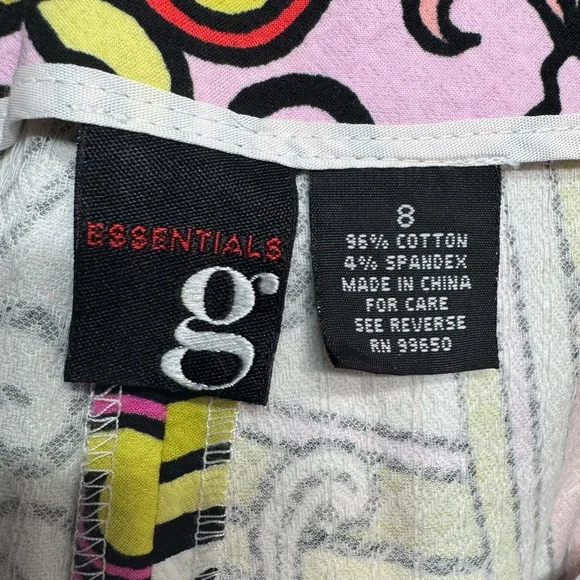 ESSENTIALS
g
8
96% COTTON
4% SPANDEX
MADE IN CHINA
FOR CARE
SEE REVERSE
RN 99650